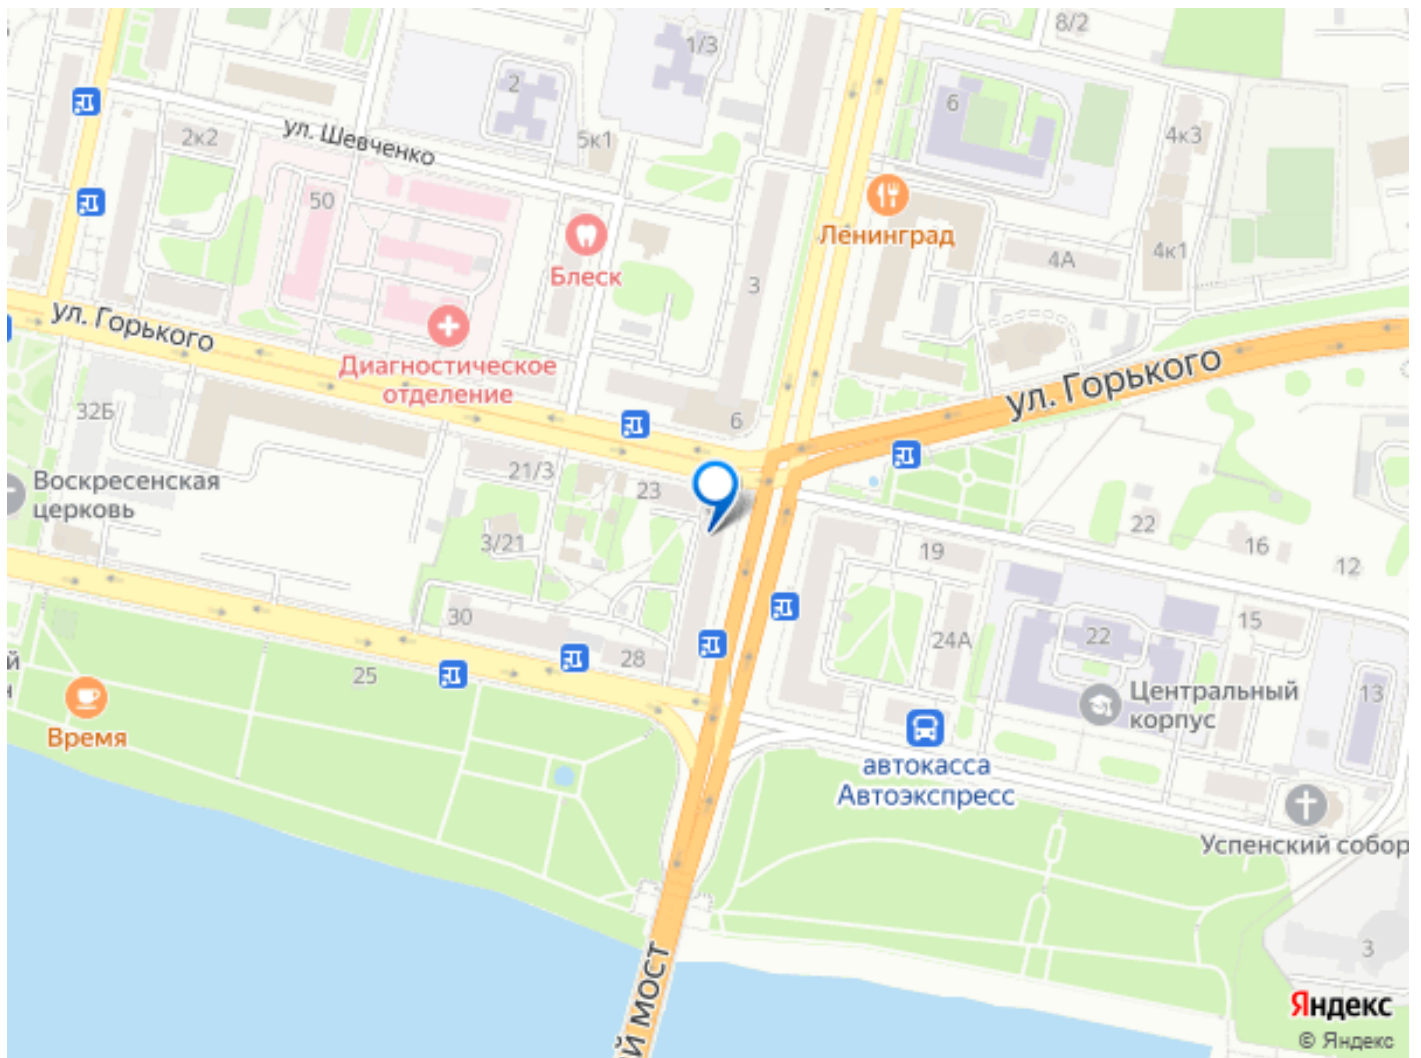 8/2
1/3
2
6
2к2
ул. Шевченко
5к1
4к3
50
Ленинград
4А
4к1
Блеск
3
ул. Горького
Диагностическое
отделение
ул. Горького
32Б
6
21/3
23
Воскресенская
церковь
3/21
19
22
16
12
30
28
24А
22
15
25
й
н
Время
Центральный
корпус
13
автокасса
Автоэкспресс
Успенский собор
3
Й МОСТ
Яндекс
© Яндекс